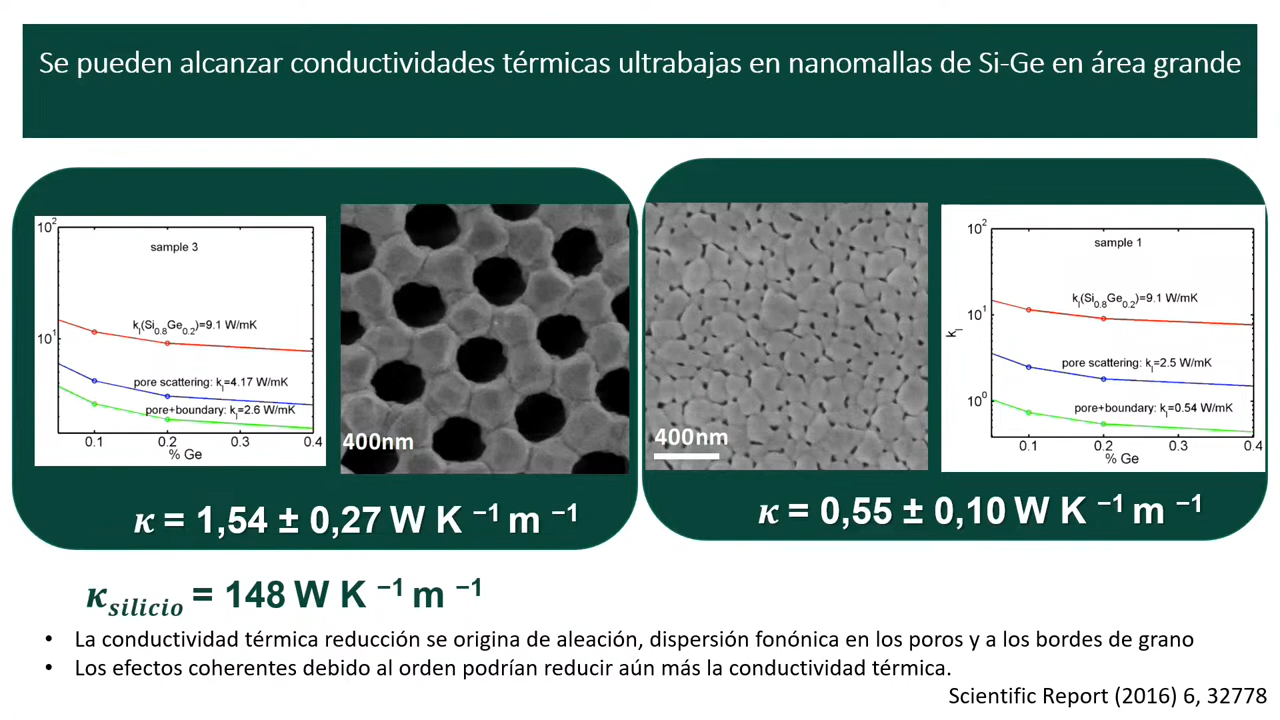 Se pueden alcanzar conductividades térmicas ultrabajas en nanomallas de Si-Ge en área grande
10²
sample 3
k_l(Si_0.8Ge_0.2)=9.1 W/mK
10¹
pore scattering: k_l=4.17 W/mK
pore+boundary: k_l=2.6 W/mK
0.1 0.2 0.3 0.4
% Ge
400nm
κ = 1,54 ± 0,27 W K ⁻¹ m ⁻¹
400nm
10²
sample 1
k_l(Si_0.8Ge_0.2)=9.1 W/mK
10¹
k_l
pore scattering: k_l=2.5 W/mK
10⁰
pore+boundary: k_l=0.54 W/mK
0.1 0.2 0.3 0.4
% Ge
κ = 0,55 ± 0,10 W K ⁻¹ m ⁻¹
κ_silicio = 148 W K ⁻¹ m ⁻¹
• La conductividad térmica reducción se origina de aleación, dispersión fonónica en los poros y a los bordes de grano
• Los efectos coherentes debido al orden podrían reducir aún más la conductividad térmica.
Scientific Report (2016) 6, 32778